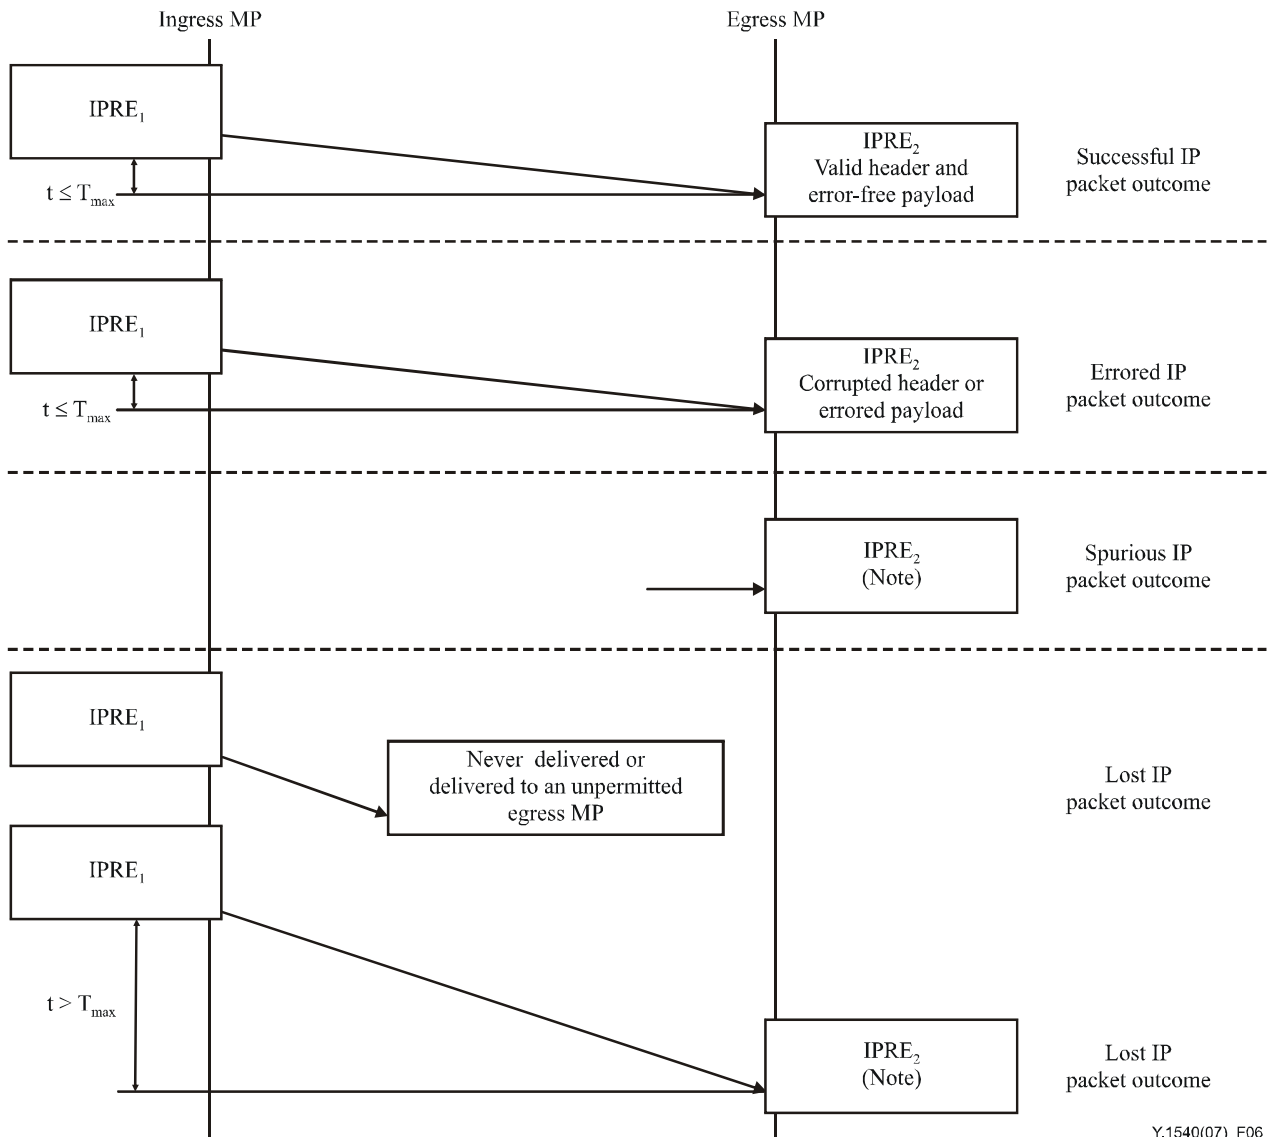 Ingress MP
Egress MP
IPRE1
t ≤ Tmax
IPRE2
Valid header and
error-free payload
Successful IP
packet outcome
IPRE1
t ≤ Tmax
IPRE2
Corrupted header or
errored payload
Errored IP
packet outcome
IPRE2
(Note)
Spurious IP
packet outcome
IPRE1
Never delivered or
delivered to an unpermitted
egress MP
Lost IP
packet outcome
IPRE1
t > Tmax
IPRE2
(Note)
Lost IP
packet outcome
Y.1540(07)_F06